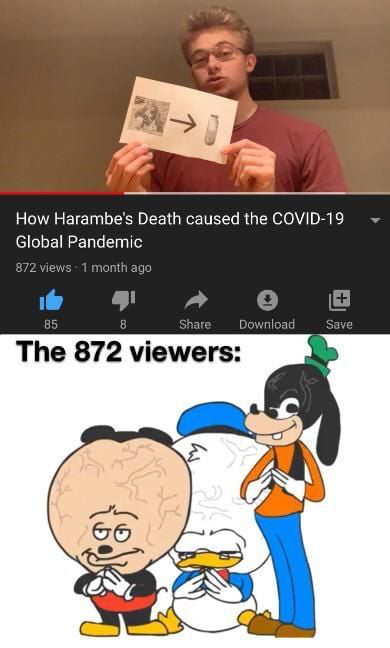 How Harambe's Death caused the COVID-19
Global Pandemic
872 views · 1 month ago
85
8
Share
Download
Save
The 872 viewers: